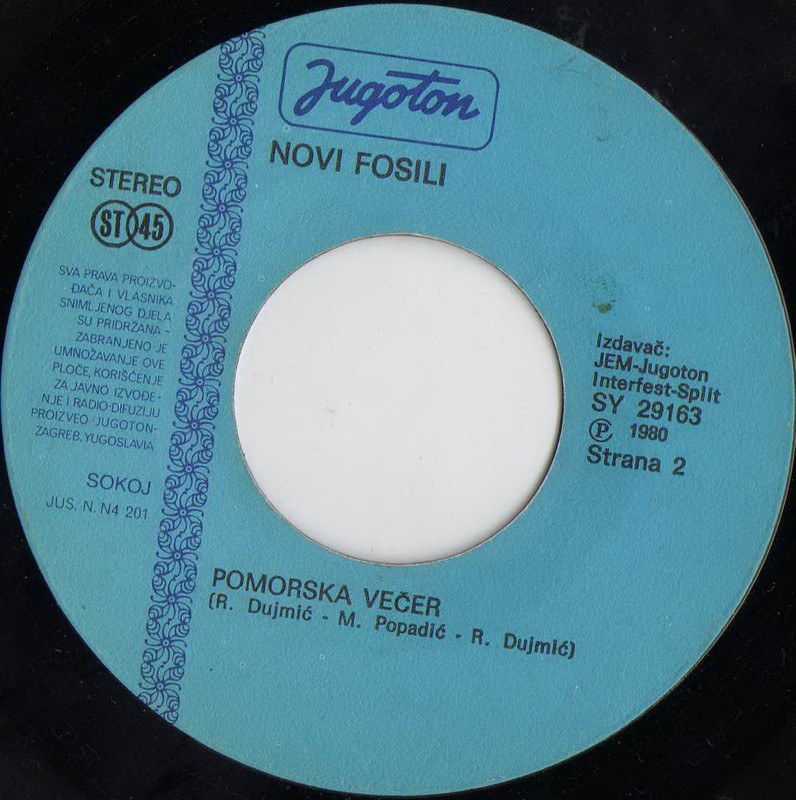 Jugoton
NOVI FOSILI
STEREO
ST 45
SVA PRAVA PROIZVO-
ĐAČA I VLASNIKA
SNIMLJENOG DJELA
SU PRIDRŽANA -
ZABRANJENO JE
UMNOŽAVANJE OVE
PLOČE, KORIŠĆENJE
ZA JAVNO IZVOĐE-
NJE I RADIO-DIFUZIJU
PROIZVEO-JUGOTON-
ZAGREB, YUGOSLAVIA
SOKOJ
JUS. N. N4 201
Izdavač:
JEM-Jugoton
Interfest-Split
SY 29163
Ⓟ 1980
Strana 2
POMORSKA VEČER
(R. Dujmić - M. Popadić - R. Dujmić)